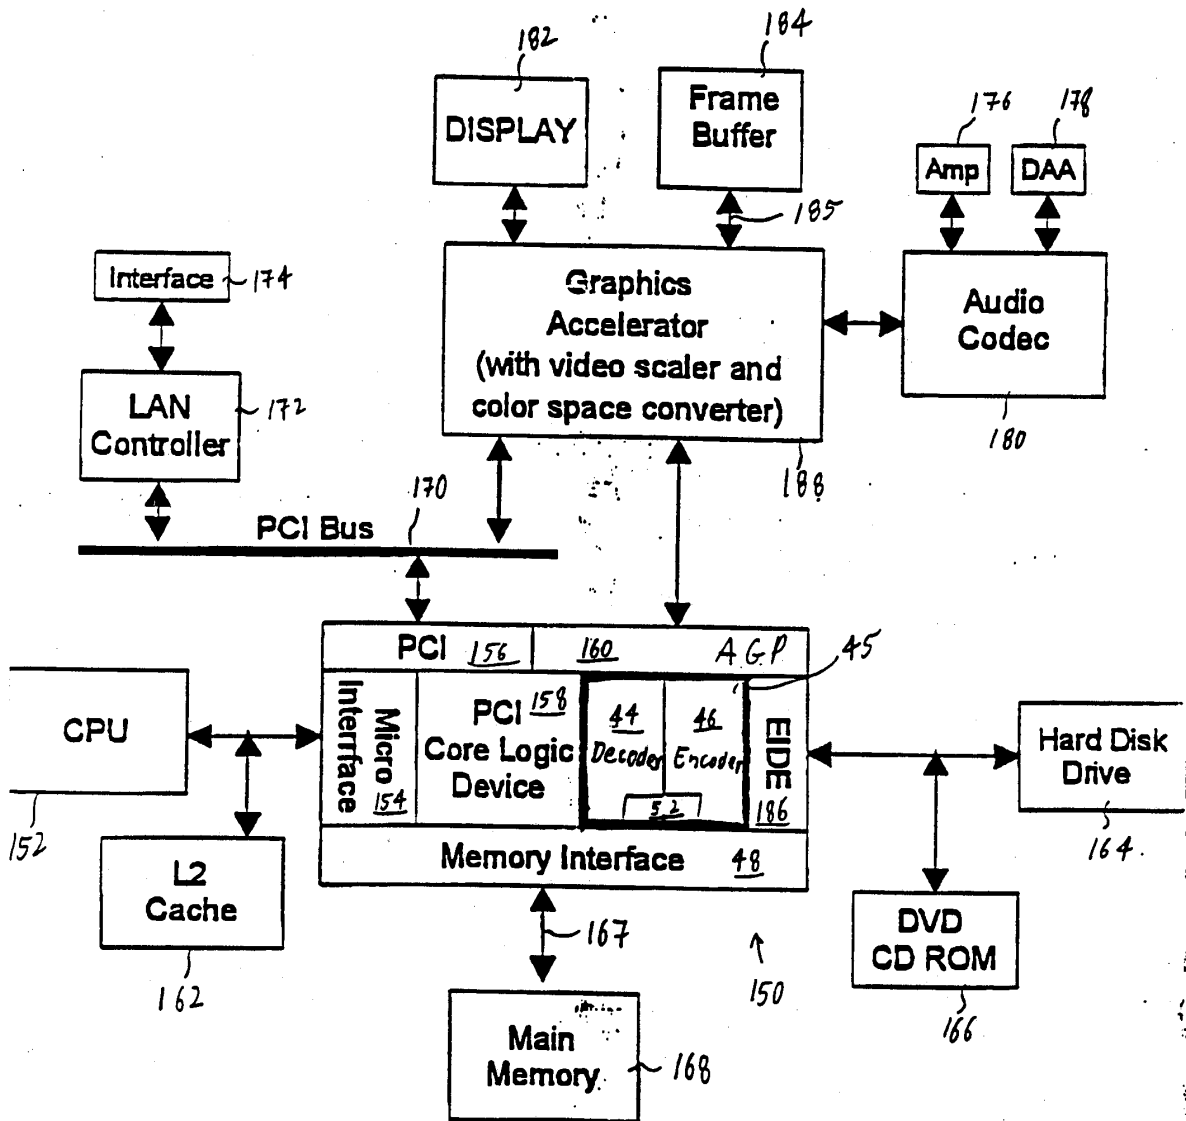 182
184
DISPLAY
Frame
Buffer
176
178
Amp
DAA
185
Interface
174
Graphics
Accelerator
(with video scaler and
color space converter)
Audio
Codec
LAN
Controller
172
180
188
170
PCI Bus
PCI 156
160
A.G.P
45
CPU
Micro
Interface
154
PCI 158
Core Logic
Device
44
Decoder
46
Encoder
52
EIDE
186
Hard Disk
Drive
152
164
L2
Cache
Memory Interface 48
DVD
CD ROM
167
150
162
166
Main
Memory
168